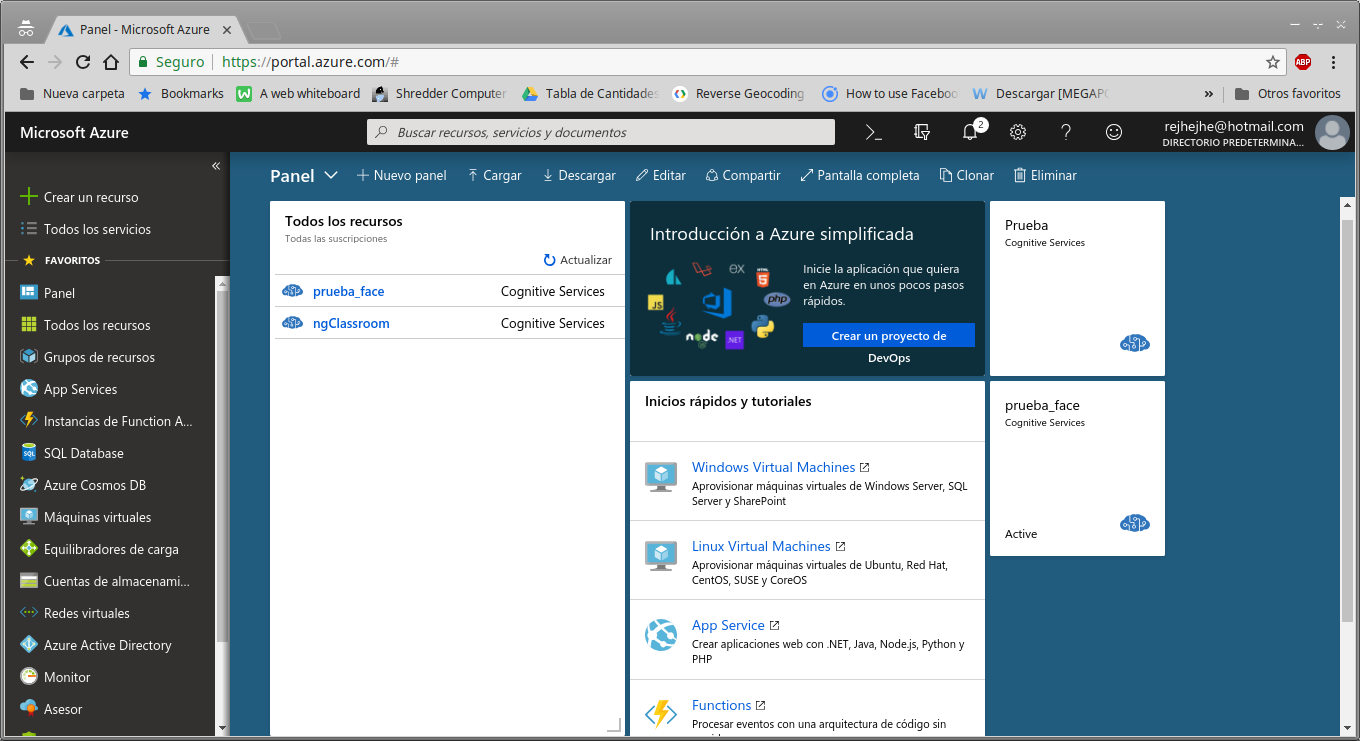 Panel - Microsoft Azure
Seguro
https://portal.azure.com/#
ABP
Nueva carpeta
Bookmarks
A web whiteboard
Shredder Computer
Tabla de Cantidades
Reverse Geocoding
How to use Faceboo
Descargar [MEGAPO
»
Otros favoritos
Microsoft Azure
Buscar recursos, servicios y documentos
2
rejhejhe@hotmail.com
DIRECTORIO PREDETERMINA...
«
Crear un recurso
Todos los servicios
FAVORITOS
Panel
Todos los recursos
Grupos de recursos
App Services
Instancias de Function A...
SQL Database
Azure Cosmos DB
Máquinas virtuales
Equilibradores de carga
Cuentas de almacenami...
Redes virtuales
Azure Active Directory
Monitor
Asesor
Panel
Nuevo panel
Cargar
Descargar
Editar
Compartir
Pantalla completa
Clonar
Eliminar
Todos los recursos
Todas las suscripciones
Actualizar
prueba_face Cognitive Services
ngClassroom Cognitive Services
Introducción a Azure simplificada
EX
HTML
JS
php
node
.NET
Inicie la aplicación que quiera
en Azure en unos pocos pasos
rápidos.
Crear un proyecto de
DevOps
Inicios rápidos y tutoriales
Windows Virtual Machines
Aprovisionar máquinas virtuales de Windows Server, SQL
Server y SharePoint
Linux Virtual Machines
Aprovisionar máquinas virtuales de Ubuntu, Red Hat,
CentOS, SUSE y CoreOS
App Service
Crear aplicaciones web con .NET, Java, Node.js, Python y
PHP
Functions
Procesar eventos con una arquitectura de código sin
Prueba
Cognitive Services
prueba_face
Cognitive Services
Active